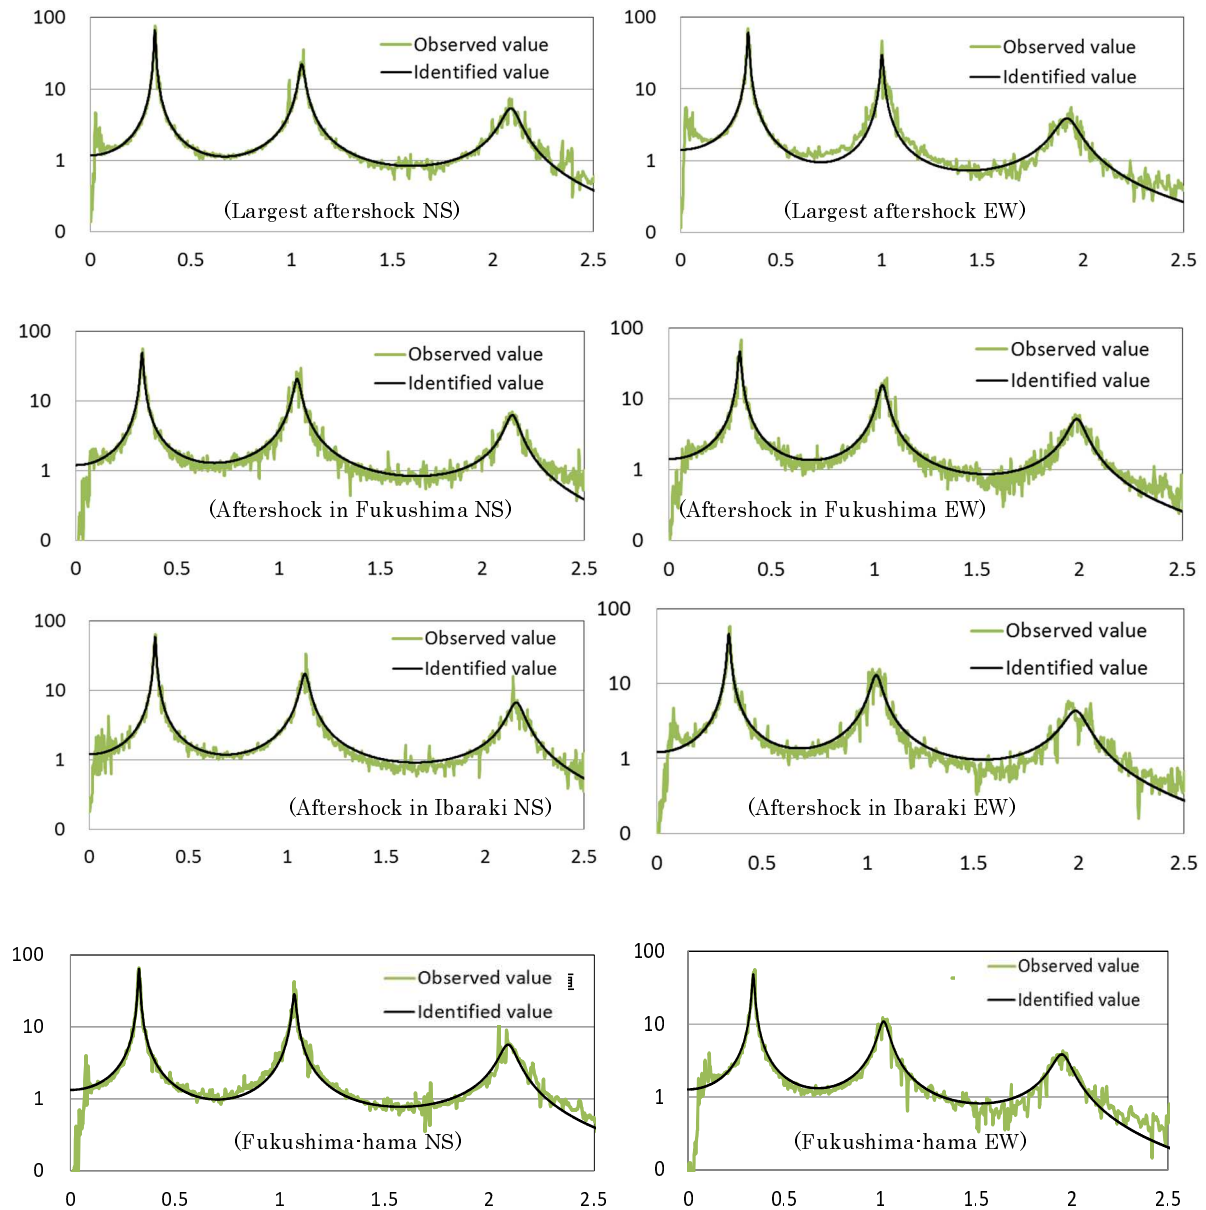 100
10
1
0
0 0.5 1 1.5 2 2.5
Observed value
Identified value
(Largest aftershock NS)
100
10
1
0
0 0.5 1 1.5 2 2.5
Observed value
Identified value
(Largest aftershock EW)
100
10
1
0
0 0.5 1 1.5 2 2.5
Observed value
Identified value
(Aftershock in Fukushima NS)
100
10
1
0
0 0.5 1 1.5 2 2.5
Observed value
Identified value
(Aftershock in Fukushima EW)
100
10
1
0
0 0.5 1 1.5 2 2.5
Observed value
Identified value
(Aftershock in Ibaraki NS)
100
10
1
0
0 0.5 1 1.5 2 2.5
Observed value
Identified value
(Aftershock in Ibaraki EW)
100
10
1
0
0 0.5 1 1.5 2 2.5
Observed value
Identified value
(Fukushima-hama NS)
100
10
1
0
0 0.5 1 1.5 2 2.5
Observed value
Identified value
(Fukushima-hama EW)